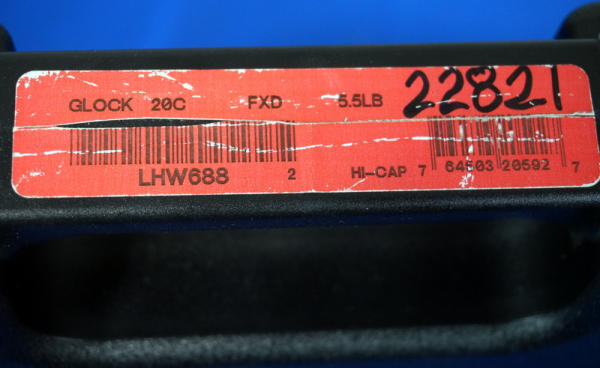 GLOCK 20C FXD 5.5LB 22821
LHW688 2 HI-CAP 7 64503 20592 7